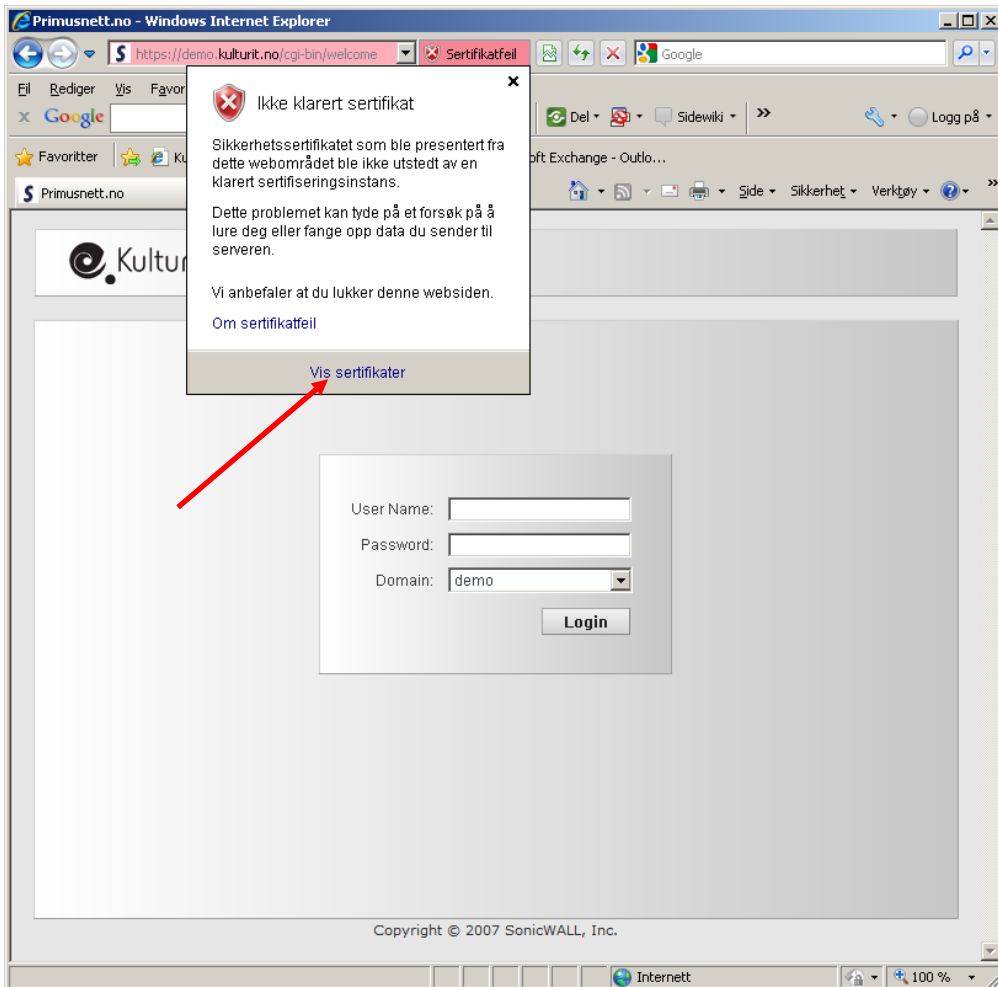 Primusnett.no - Windows Internet Explorer
https://demo.kulturit.no/cgi-bin/welcome
Sertifikatfeil
Google
Fil Rediger Vis Favor
x Google
Del
Sidewiki
Logg på
Favoritter
Ku
oft Exchange - Outlo...
Primusnett.no
Side
Sikkerhet
Verktøy
Ikke klarert sertifikat
Sikkerhetssertifikatet som ble presentert fra
dette webområdet ble ikke utstedt av en
klarert sertifiseringsinstans.
Dette problemet kan tyde på et forsøk på å
lure deg eller fange opp data du sender til
serveren.
Vi anbefaler at du lukker denne websiden.
Om sertifikatfeil
Vis sertifikater
Kultur
User Name:
Password:
Domain: demo
Login
Copyright © 2007 SonicWALL, Inc.
Internett
100 %